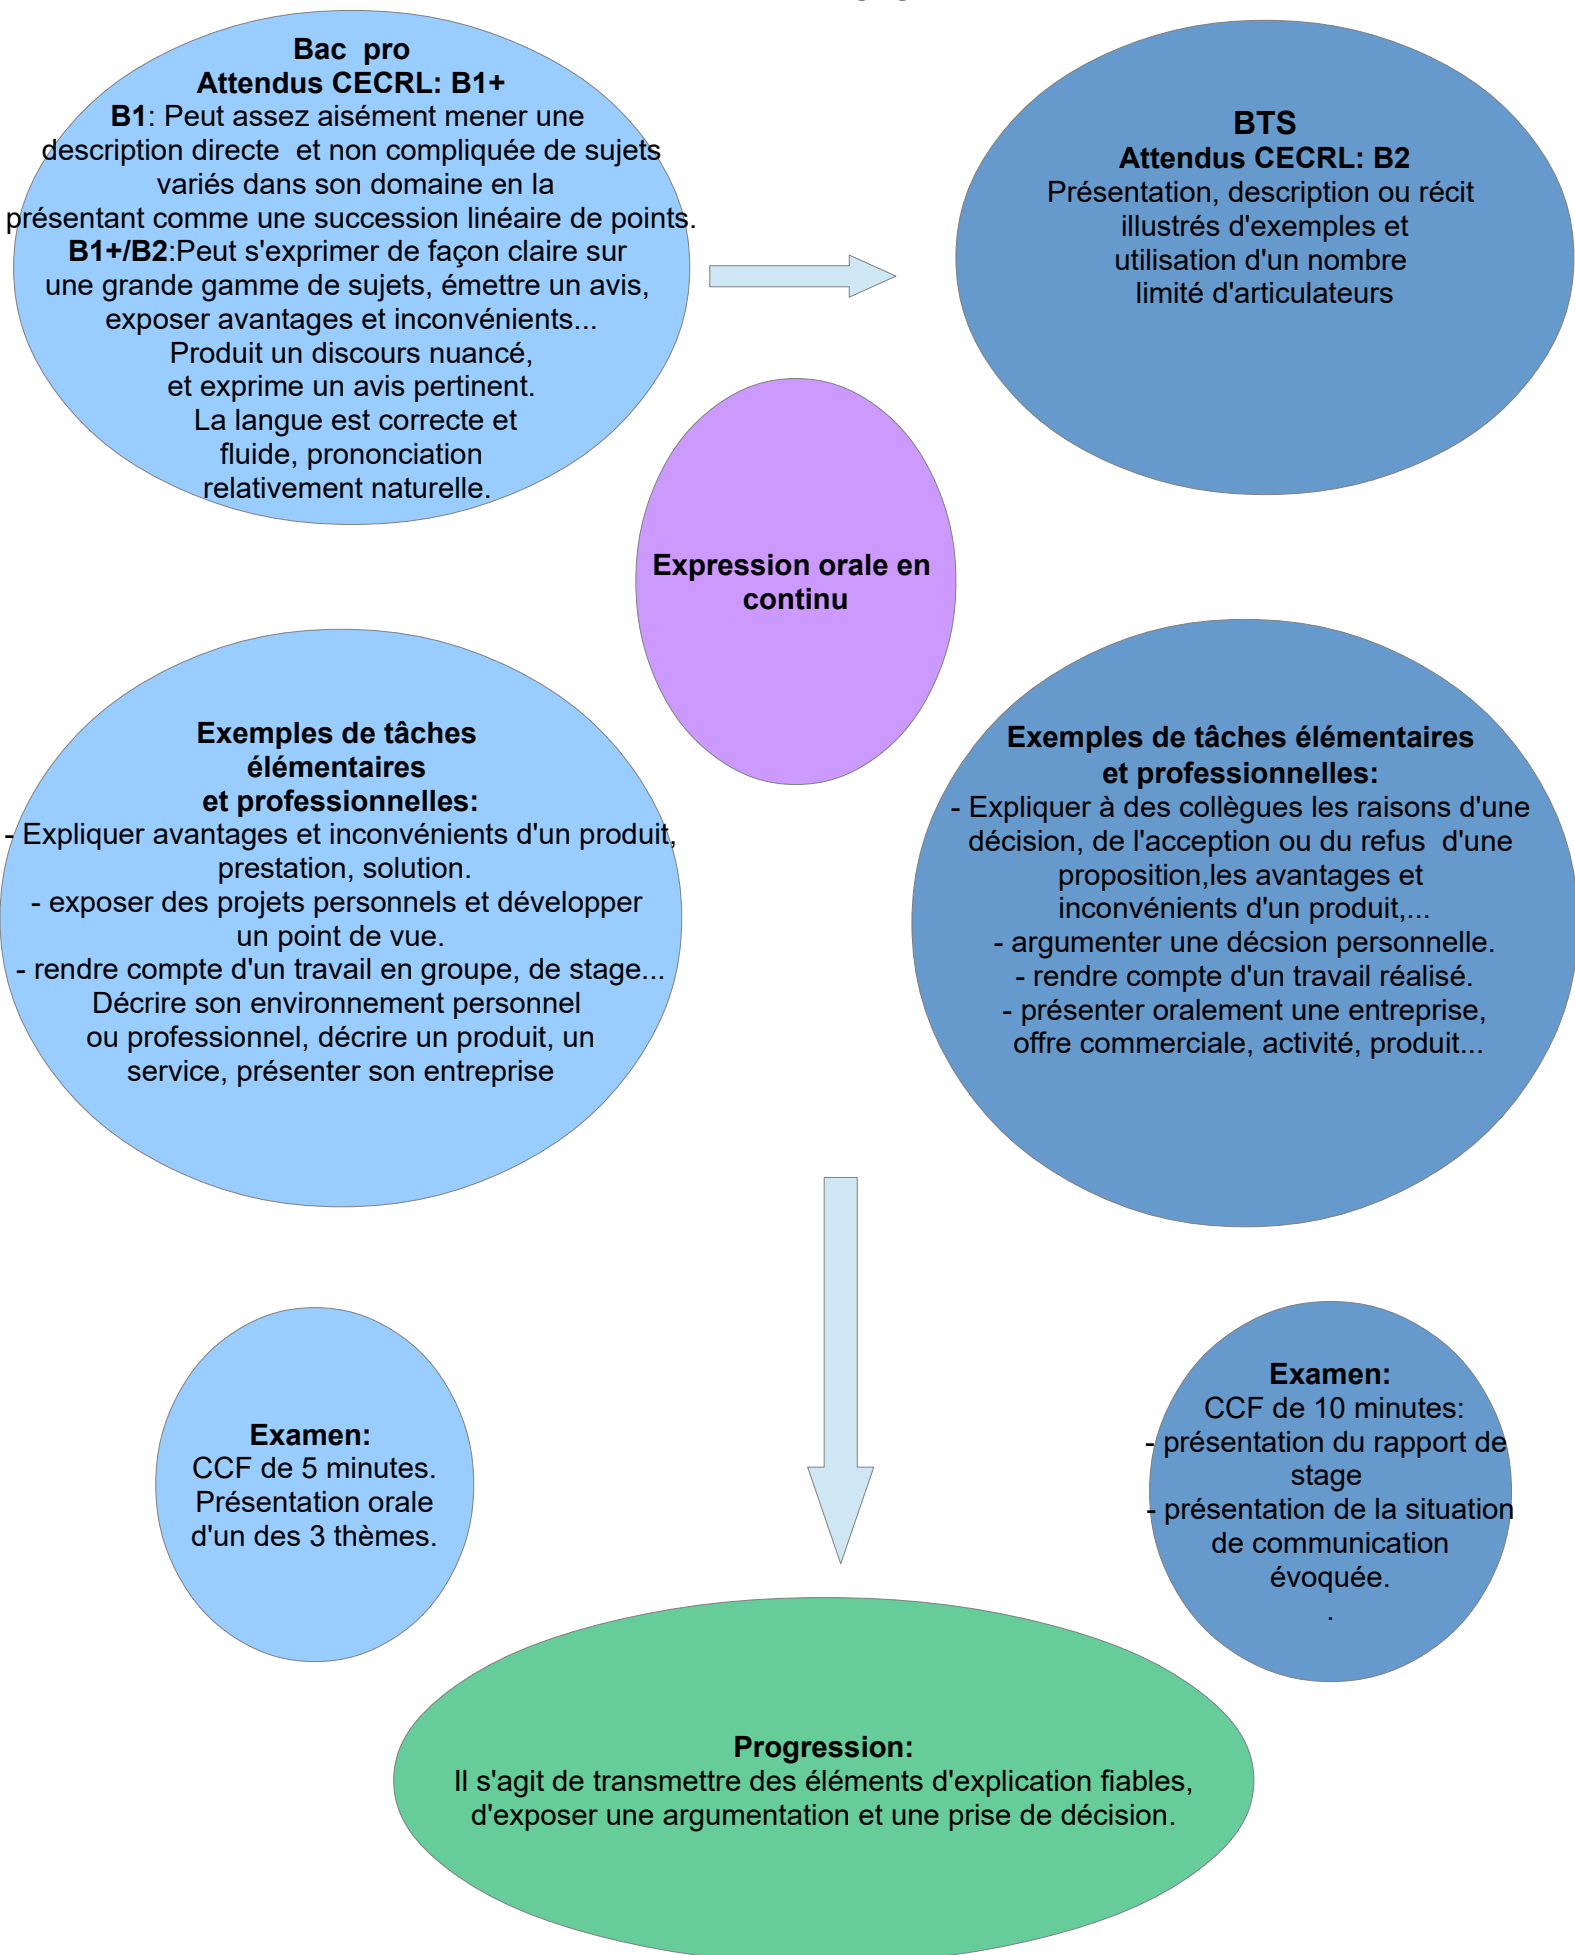 Bac pro
Attendus CECRL: B1+
B1: Peut assez aisément mener une
description directe et non compliquée de sujets
variés dans son domaine en la
présentant comme une succession linéaire de points.
B1+/B2:Peut s'exprimer de façon claire sur
une grande gamme de sujets, émettre un avis,
exposer avantages et inconvénients...
Produit un discours nuancé,
et exprime un avis pertinent.
La langue est correcte et
fluide, prononciation
relativement naturelle.
BTS
Attendus CECRL: B2
Présentation, description ou récit
illustrés d'exemples et
utilisation d'un nombre
limité d'articulateurs
Expression orale en
continu
Exemples de tâches
élémentaires
et professionnelles:
- Expliquer avantages et inconvénients d'un produit,
prestation, solution.
- exposer des projets personnels et développer
un point de vue.
- rendre compte d'un travail en groupe, de stage...
Décrire son environnement personnel
ou professionnel, décrire un produit, un
service, présenter son entreprise
Exemples de tâches élémentaires
et professionnelles:
- Expliquer à des collègues les raisons d'une
décision, de l'acception ou du refus d'une
proposition,les avantages et
inconvénients d'un produit,...
- argumenter une décsion personnelle.
- rendre compte d'un travail réalisé.
- présenter oralement une entreprise,
offre commerciale, activité, produit...
Examen:
CCF de 5 minutes.
Présentation orale
d'un des 3 thèmes.
Examen:
CCF de 10 minutes:
- présentation du rapport de
stage
- présentation de la situation
de communication
évoquée.
.
Progression:
Il s'agit de transmettre des éléments d'explication fiables,
d'exposer une argumentation et une prise de décision.